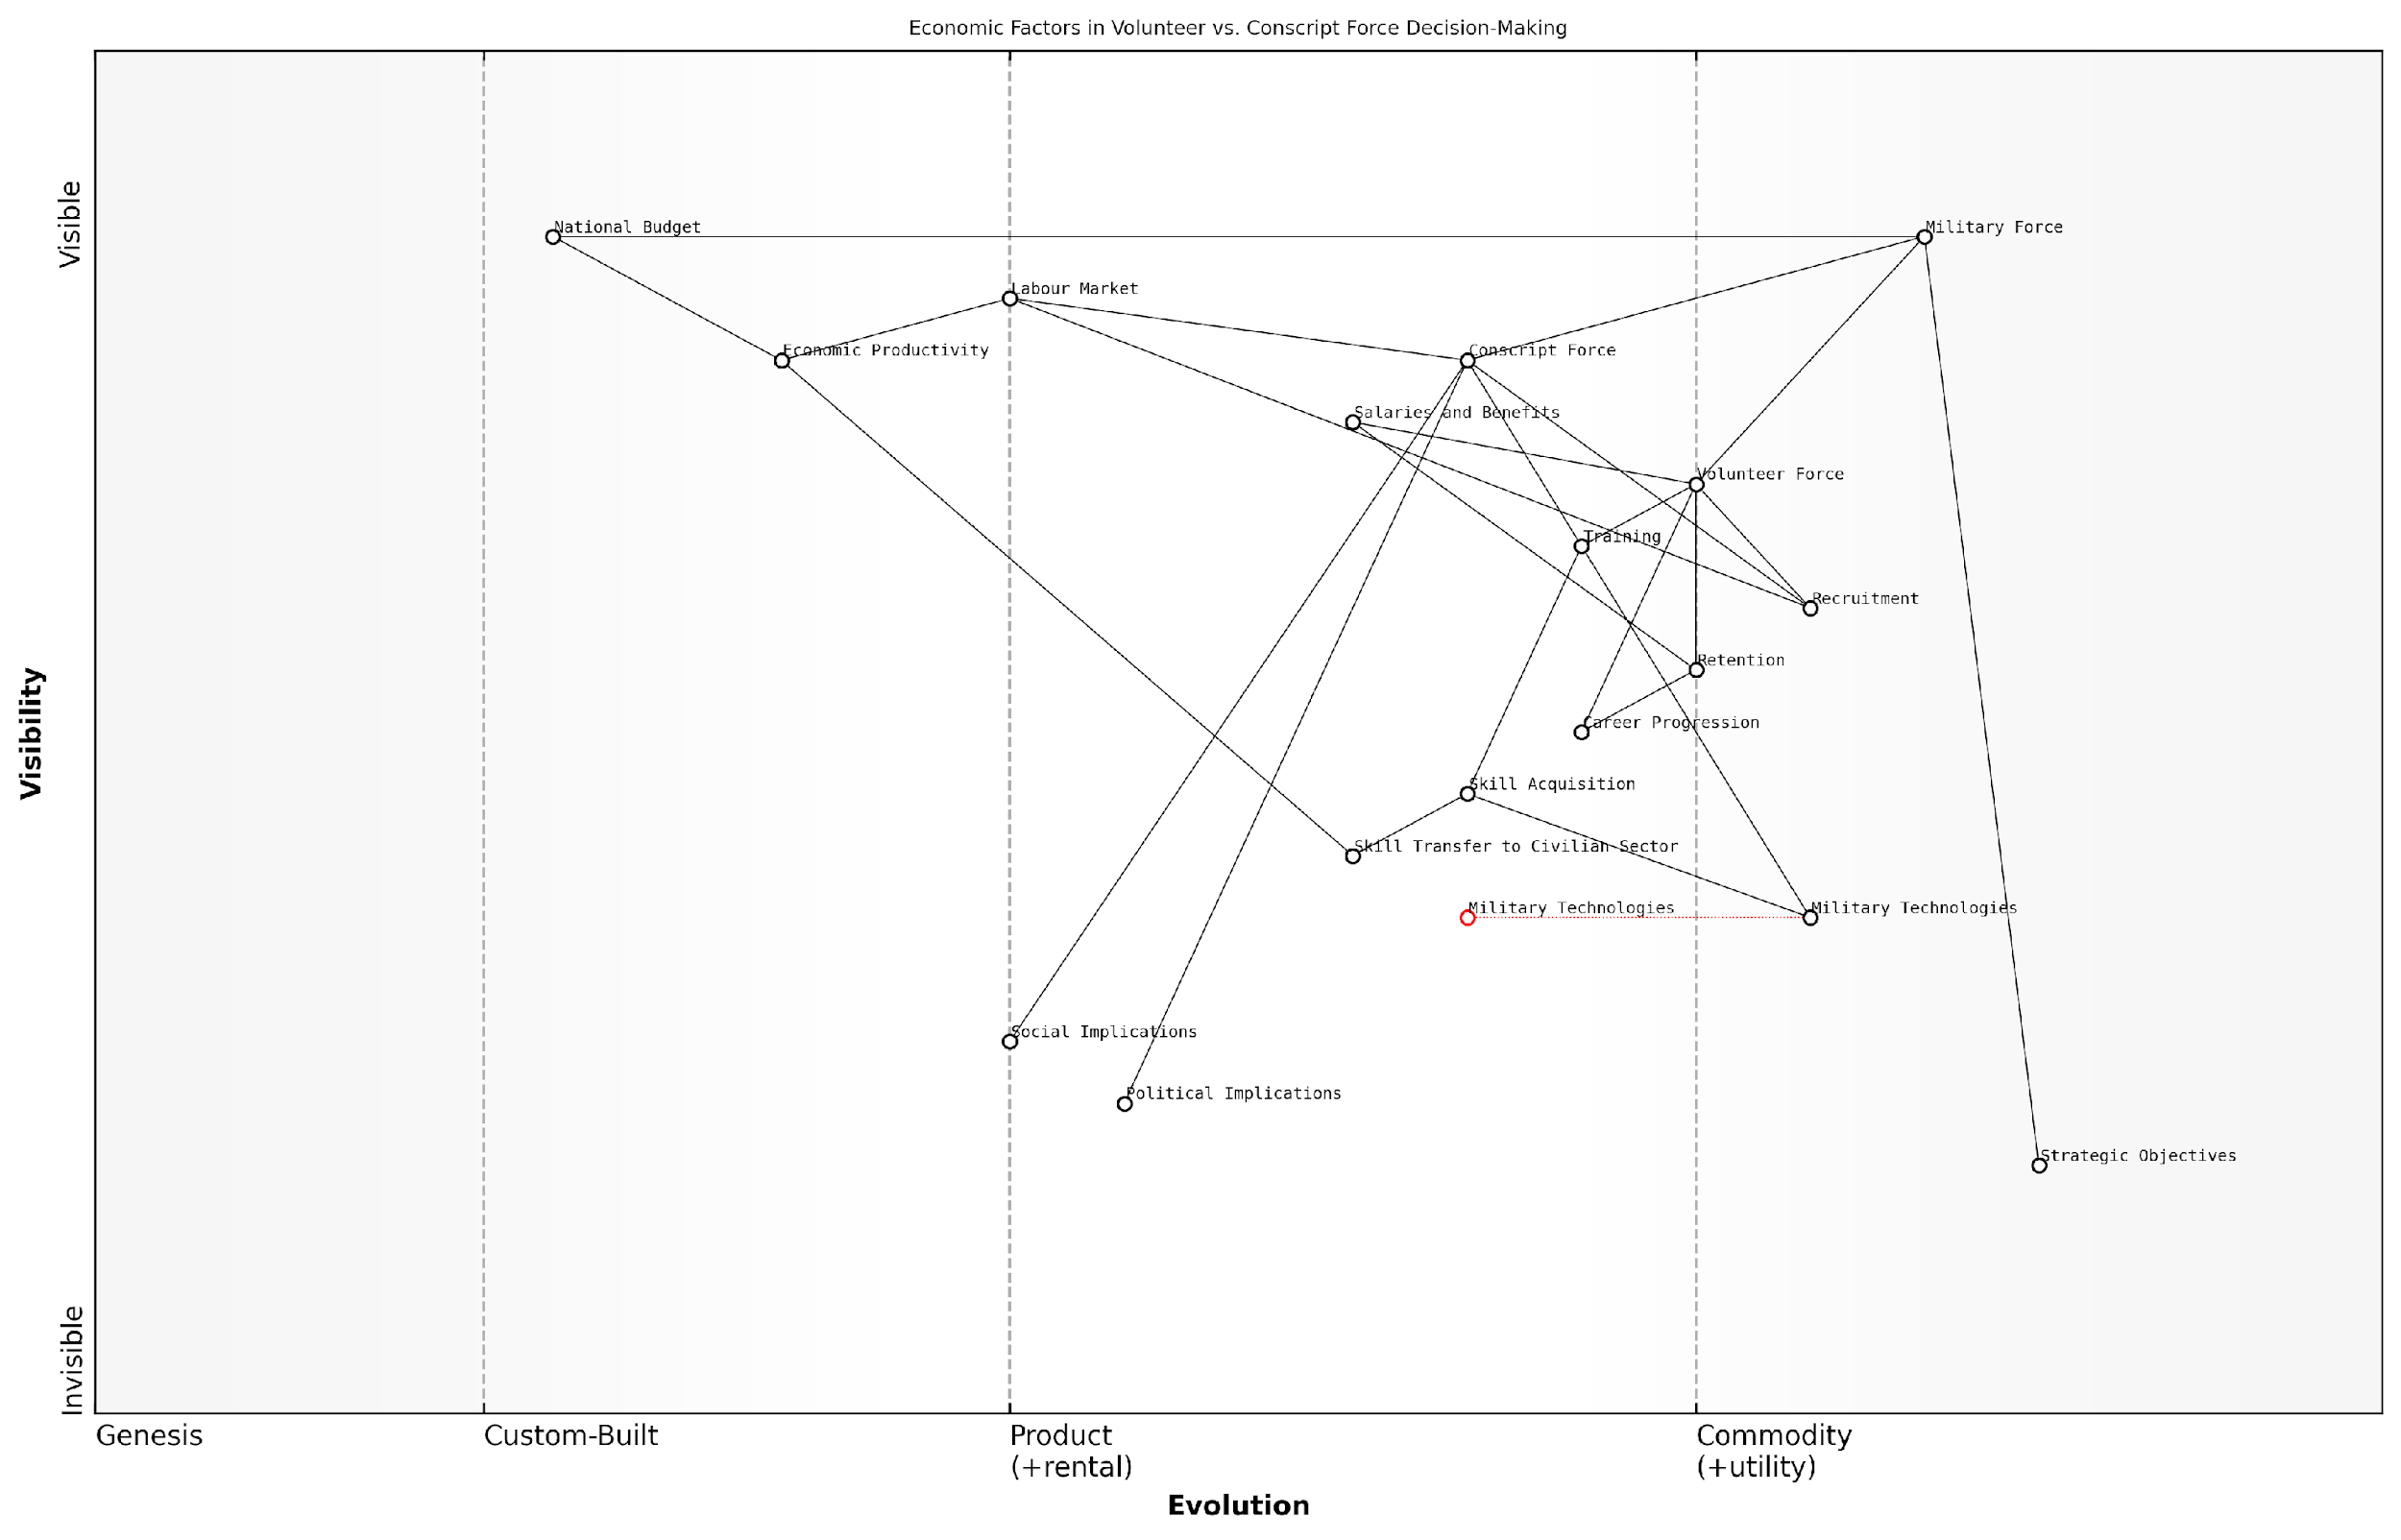 Economic Factors in Volunteer vs. Conscript Force Decision-Making
Visible
National Budget
Military Force
Labour Market
Economic Productivity
Conscript Force
Salaries and Benefits
Volunteer Force
Training
Recruitment
Retention
Visibility
Career Progression
Skill Acquisition
Skill Transfer to Civilian Sector
Military Technologies
Military Technologies
Social Implications
Political Implications
Strategic Objectives
Invisible
Genesis
Custom-Built
Product
(+rental)
Commodity
(+utility)
Evolution